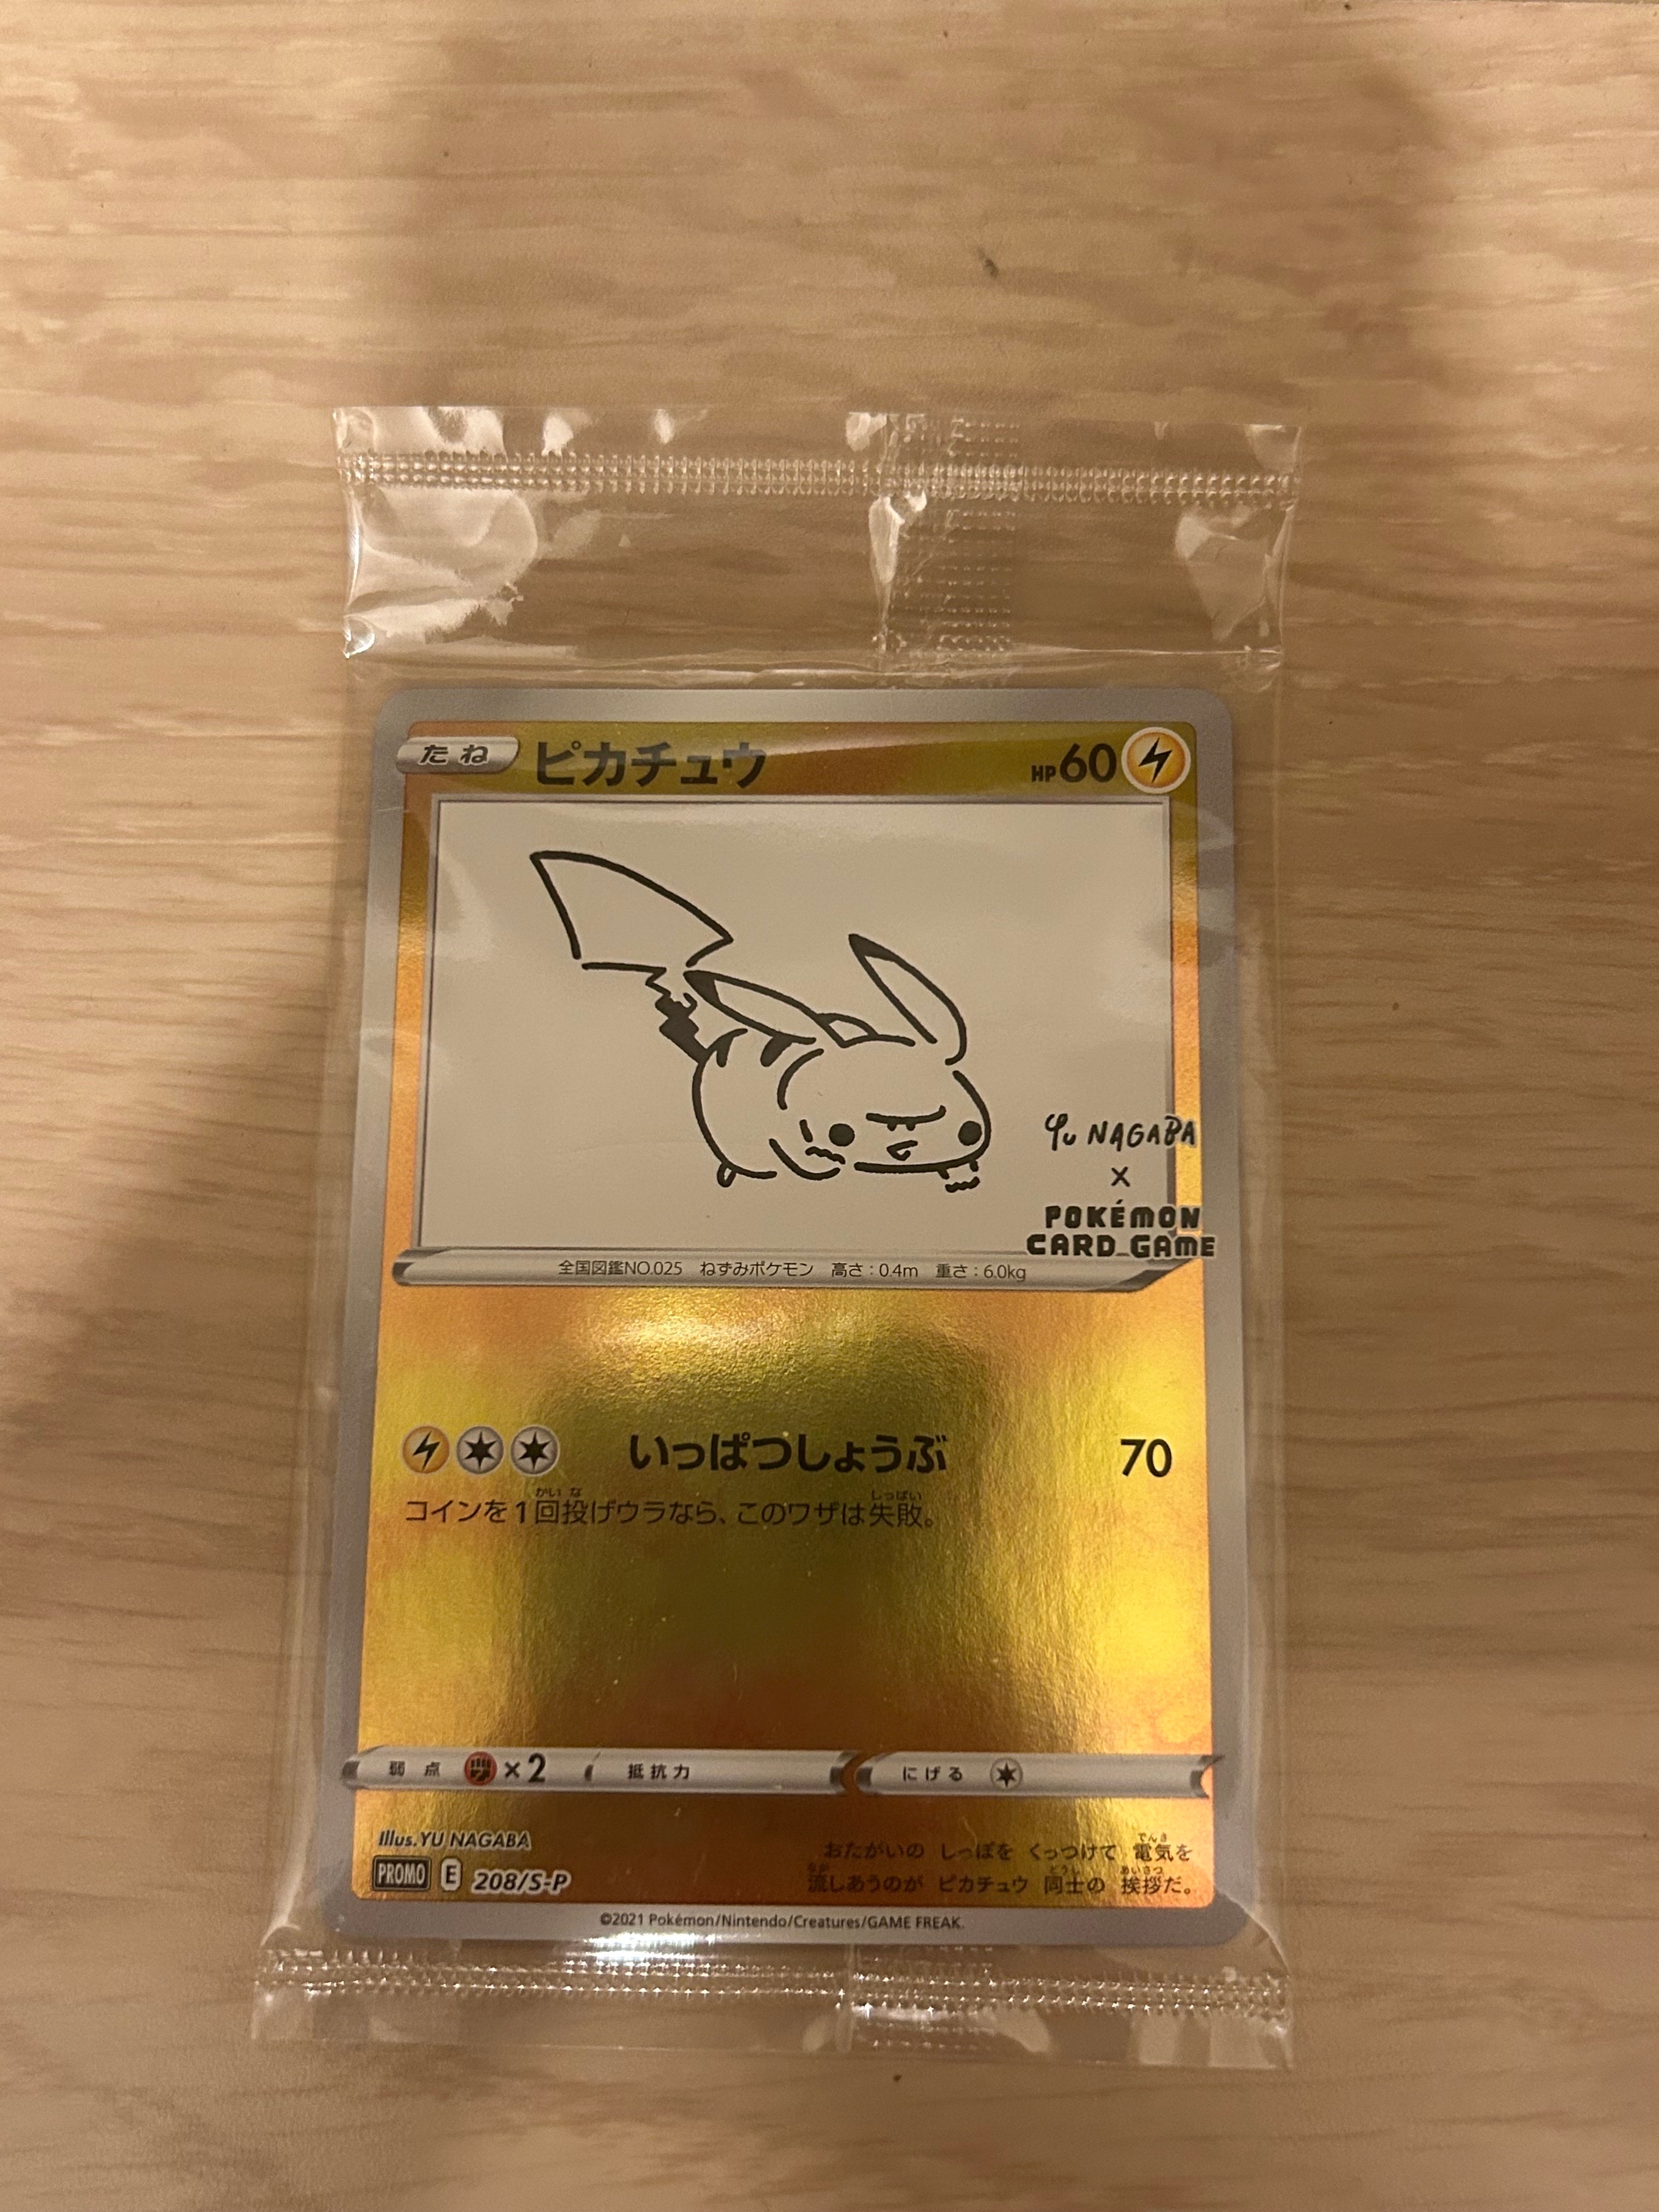 たね ピカチュウ HP60
Yu NAGABA
×
POKÉMON
CARD GAME
全国図鑑NO.025 ねずみポケモン 高さ：0.4m 重さ：6.0kg
いっぱつしょうぶ 70
コインを1回投げウラなら、このワザは失敗。
弱点 ×2 抵抗力 にげる
Illus. YU NAGABA
PROMO E 208/S-P
おたがいの しっぽを くっつけて 電気を
流しあうのが ピカチュウ 同士の 挨拶だ。
©2021 Pokémon/Nintendo/Creatures/GAME FREAK.